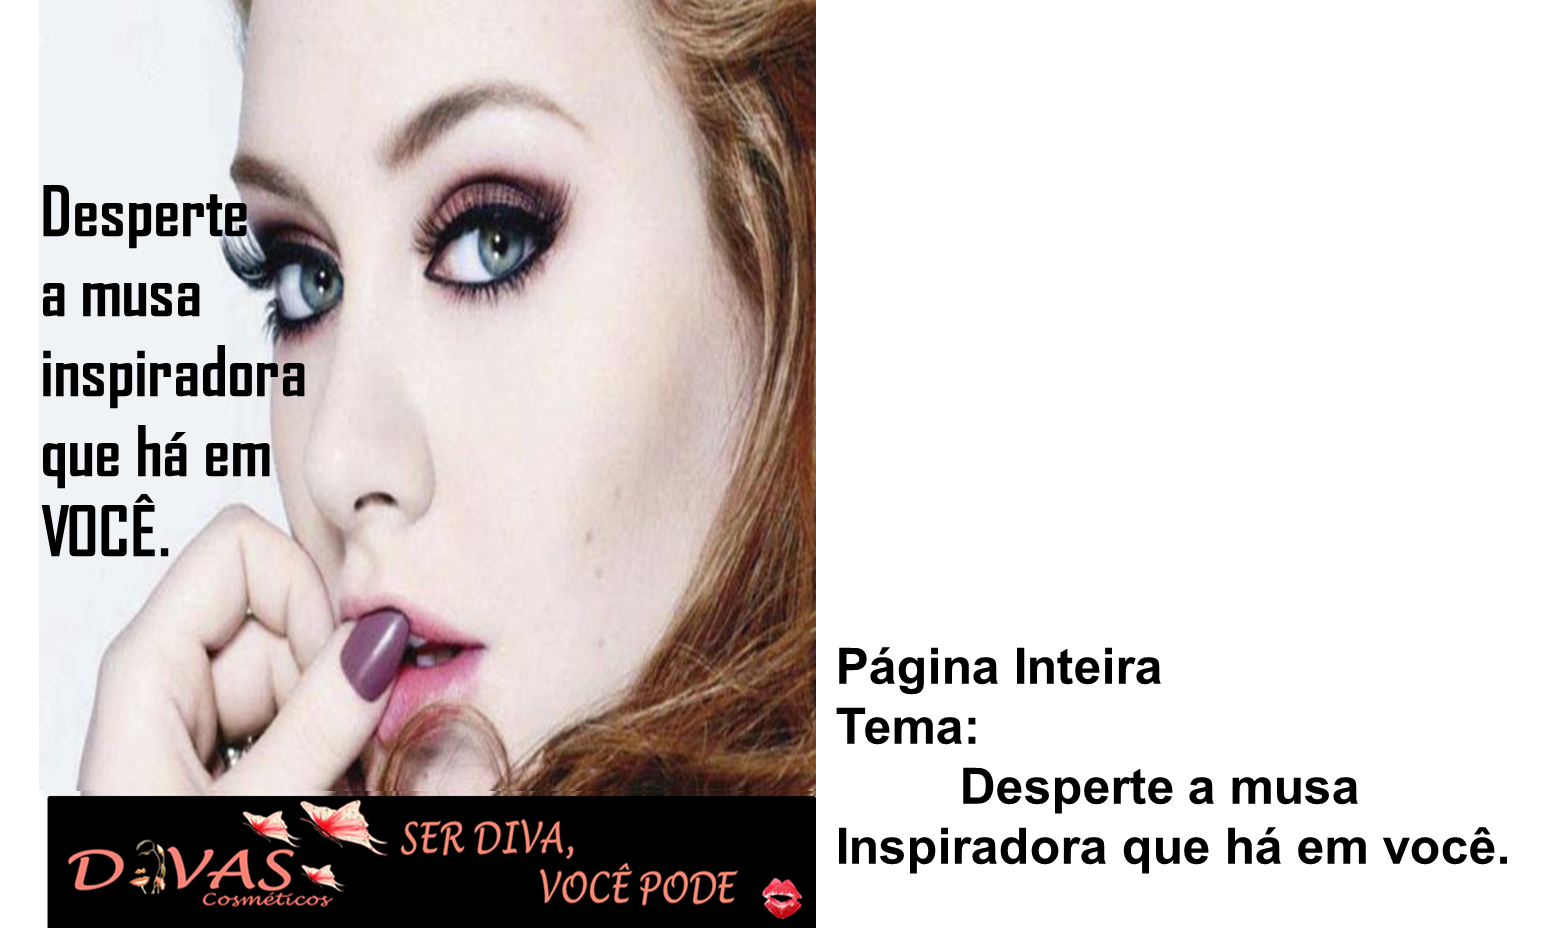 Desperte
a musa
inspiradora
que há em
VOCÊ.
DIVAS
Cosméticos
SER DIVA,
VOCÊ PODE
Página Inteira
Tema:
Desperte a musa
Inspiradora que há em você.